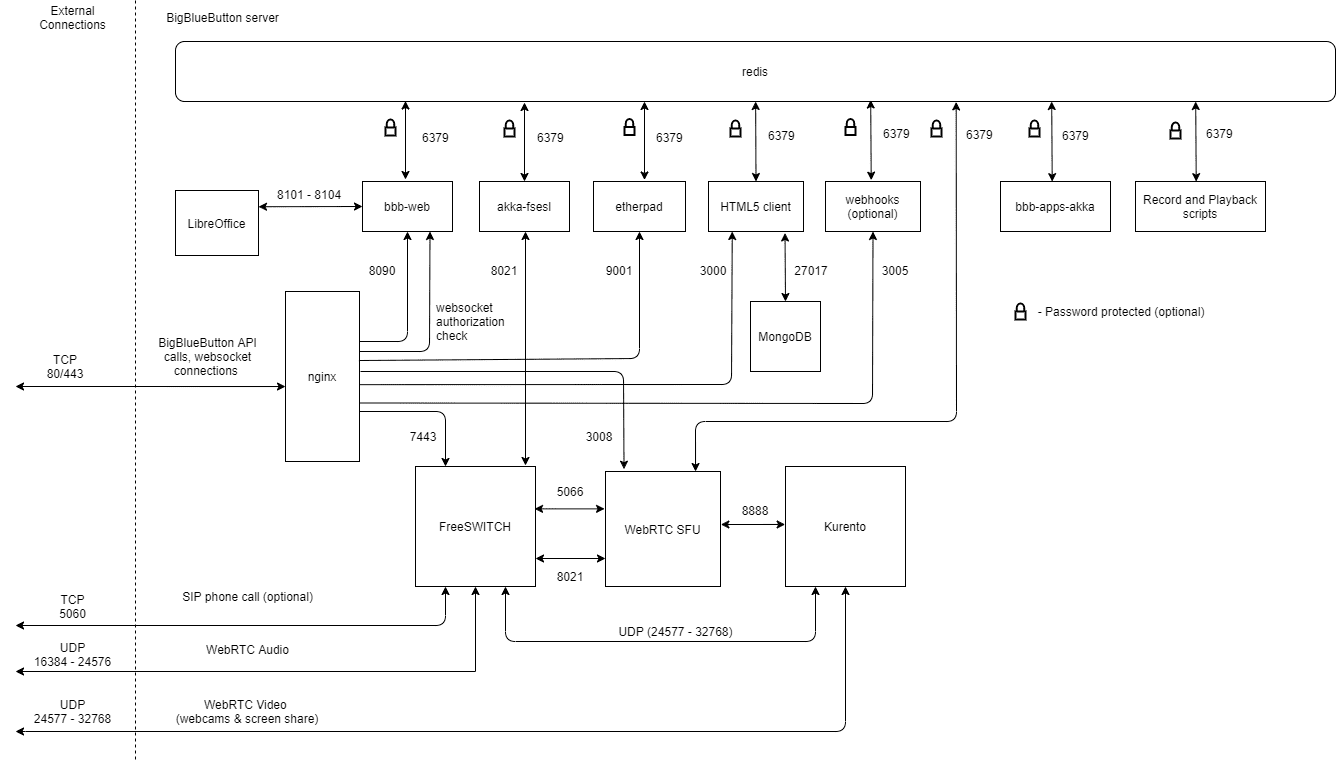 External
Connections
BigBlueButton server
redis
6379
6379
6379
6379
6379
6379
6379
6379
LibreOffice
8101 - 8104
bbb-web
akka-fsesl
etherpad
HTML5 client
webhooks
(optional)
bbb-apps-akka
Record and Playback
scripts
8090
8021
9001
3000
27017
3005
websocket
authorization
check
MongoDB
- Password protected (optional)
TCP
80/443
BigBlueButton API
calls, websocket
connections
nginx
7443
3008
FreeSWITCH
5066
8021
WebRTC SFU
8888
Kurento
TCP
5060
SIP phone call (optional)
UDP (24577 - 32768)
UDP
16384 - 24576
WebRTC Audio
UDP
24577 - 32768
WebRTC Video
(webcams & screen share)